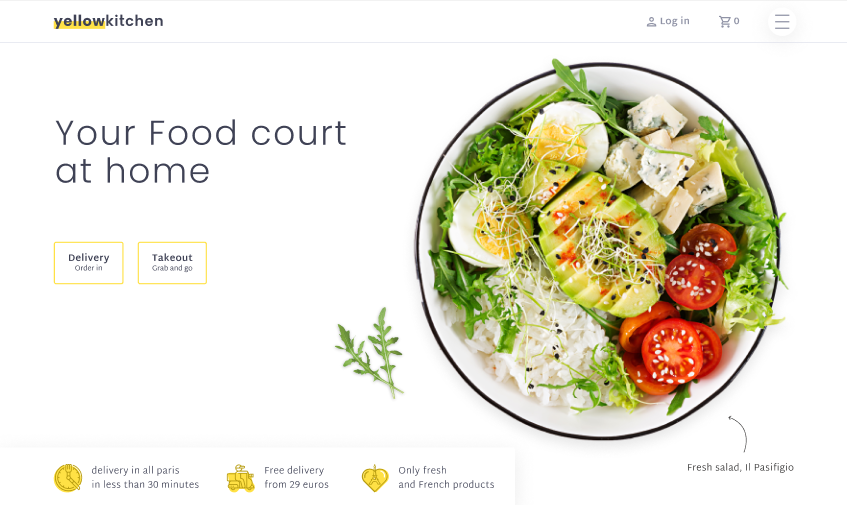 yellowkitchen
Log in
0
Your Food court
at home
Delivery
Order in
Takeout
Grab and go
delivery in all paris
in less than 30 minutes
Free delivery
from 29 euros
Only fresh
and French products
Fresh salad, Il Pasifigio